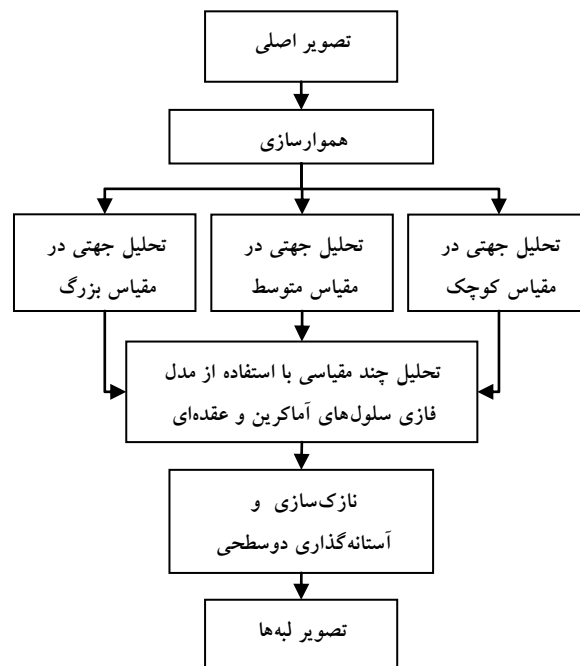 تصویر اصلی
هموارسازی
تحلیل جهتی در
مقیاس کوچک
تحلیل جهتی در
مقیاس متوسط
تحلیل جهتی در
مقیاس بزرگ
تحلیل چند مقیاسی با استفاده از مدل
فازی سلول‌های آماکرین و عقده‌ای
نازک‌سازی و
آستانه‌گذاری دوسطحی
تصویر لبه‌ها